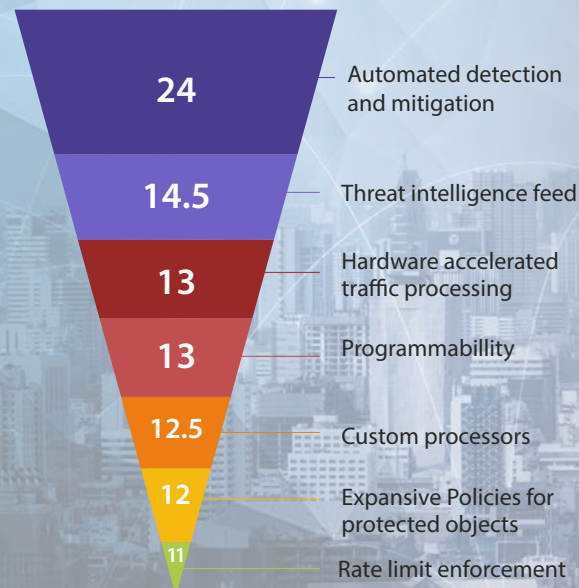 24
Automated detection
and mitigation
14.5
Threat intelligence feed
13
Hardware accelerated
traffic processing
13
Programmabillity
12.5
Custom processors
12
Expansive Policies for
protected objects
11
Rate limit enforcement